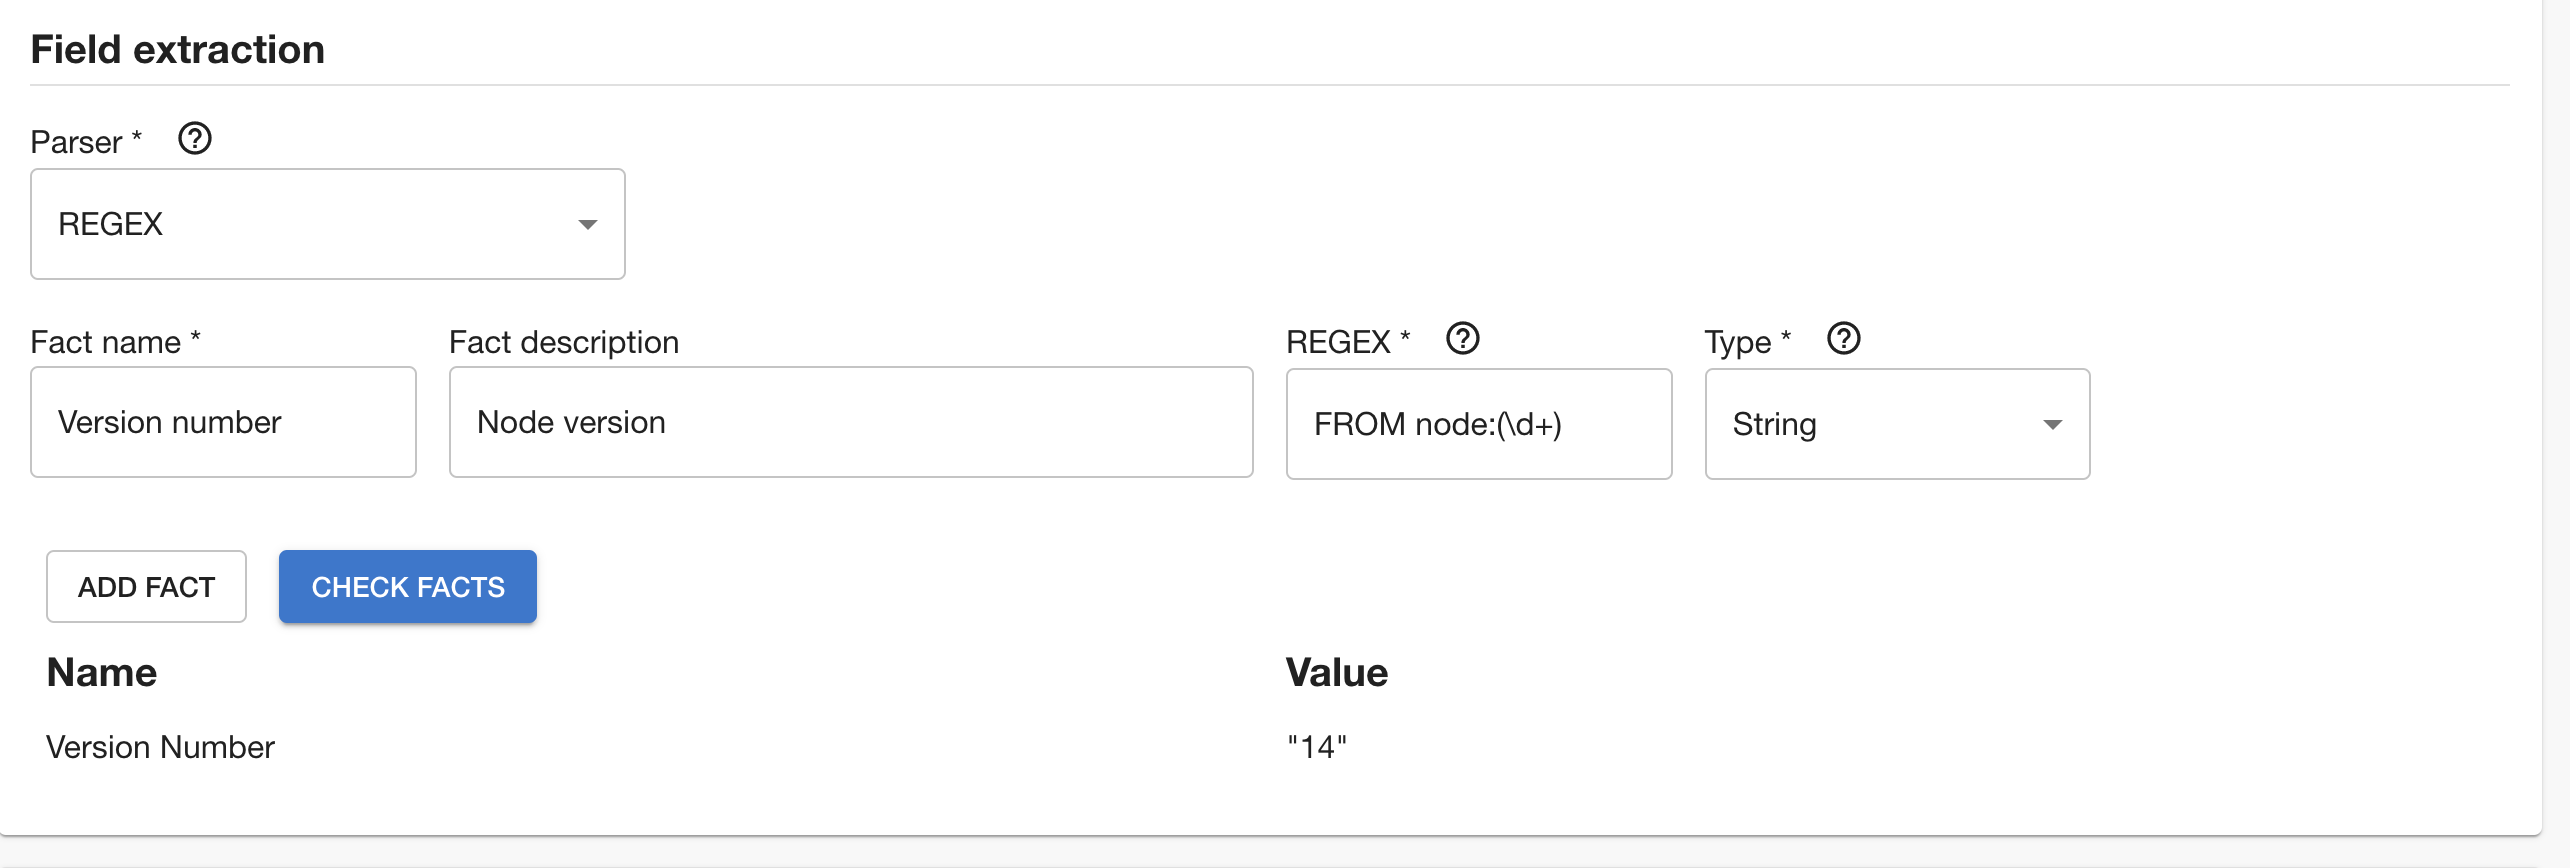 Field extraction
Parser *
REGEX
Fact name * Fact description REGEX * Type *
Version number Node version FROM node:(\d+) String
ADD FACT CHECK FACTS
Name Value
Version Number "14"